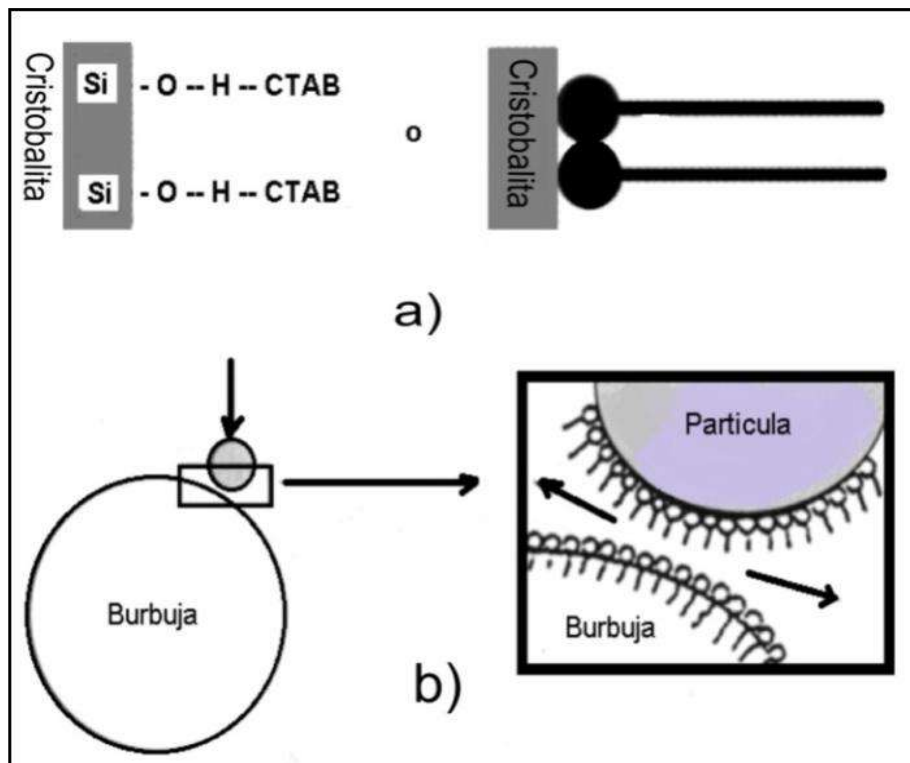 Cristobalita
Si - O -- H -- CTAB
Si - O -- H -- CTAB
o
Cristobalita
a)
Burbuja
Particula
Burbuja
b)